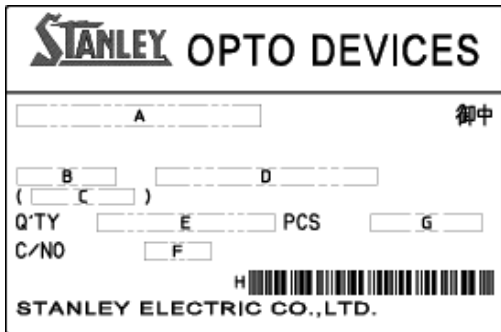 STANLEY OPTO DEVICES
A 御中
B D
( C )
Q'TY E PCS G
C/NO F
H
STANLEY ELECTRIC CO.,LTD.